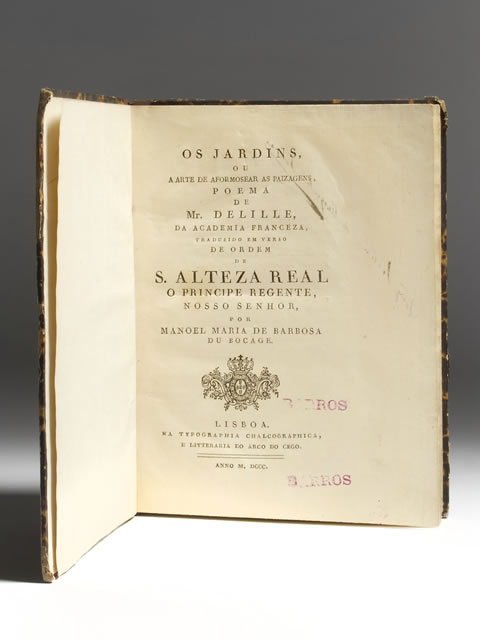 OS JARDINS,
OU
A ARTE DE AFORMOSEAR AS PAIZAGENS,
POEMA
DE
Mr. DELILLE,
DA ACADEMIA FRANCEZA,
TRADUZIDO EM VERSO
DE ORDEM
DE
S. ALTEZA REAL
O PRINCIPE REGENTE,
NOSSO SENHOR,
POR
MANOEL MARIA DE BARBOSA
DU BOCAGE.
BARROS
LISBOA.
NA TYPOGRAPHIA CHALCOGRAPHICA,
E LITTERARIA DO ARCO DO CEGO.
ANNO M, DCCC.
BARROS